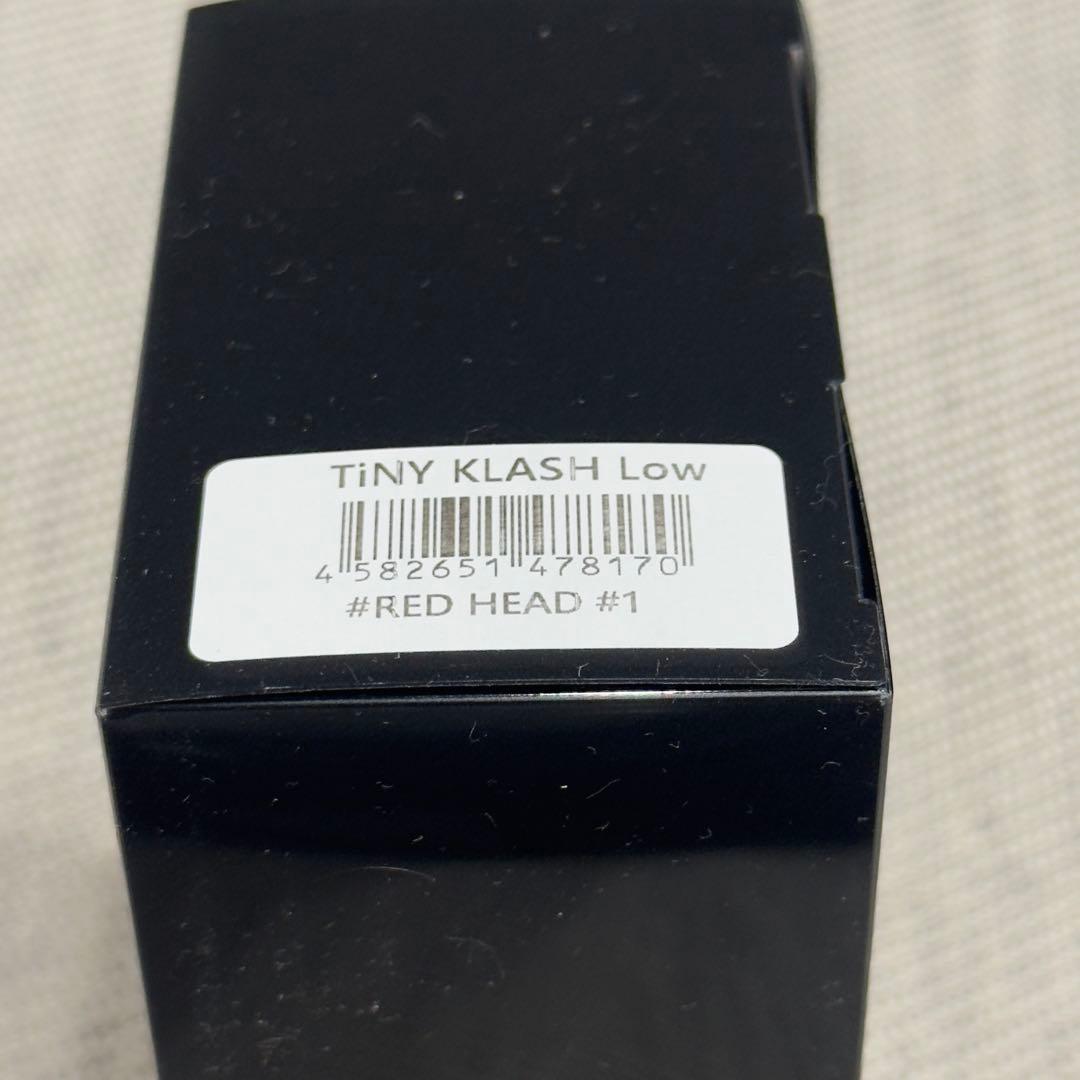 TiNY KLASH Low
4 582651 478170
#RED HEAD #1